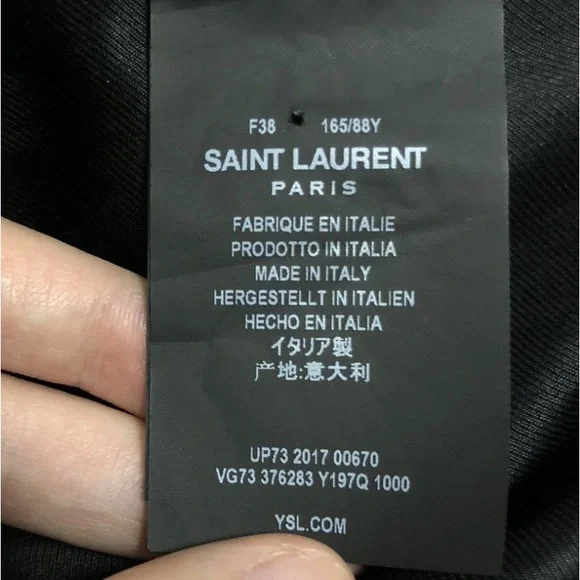 F38 165/88Y
SAINT LAURENT
PARIS
FABRIQUE EN ITALIE
PRODOTTO IN ITALIA
MADE IN ITALY
HERGESTELLT IN ITALIEN
HECHO EN ITALIA
イタリア製
产地:意大利
UP73 2017 00670
VG73 376283 Y197Q 1000
YSL.COM